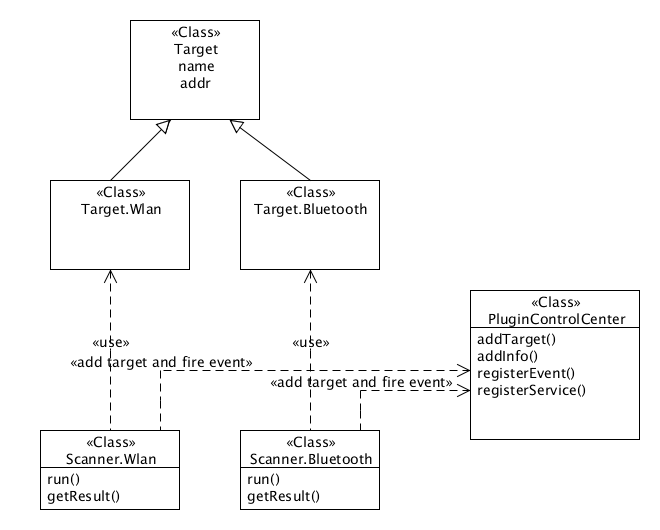 «Class»
Target
name
addr
«Class»
Target.Wlan
«Class»
Target.Bluetooth
«Class»
PluginControlCenter
addTarget()
addInfo()
registerEvent()
registerService()
«use»
«use»
«add target and fire event»
«add target and fire event»
«Class»
Scanner.Wlan
run()
getResult()
«Class»
Scanner.Bluetooth
run()
getResult()